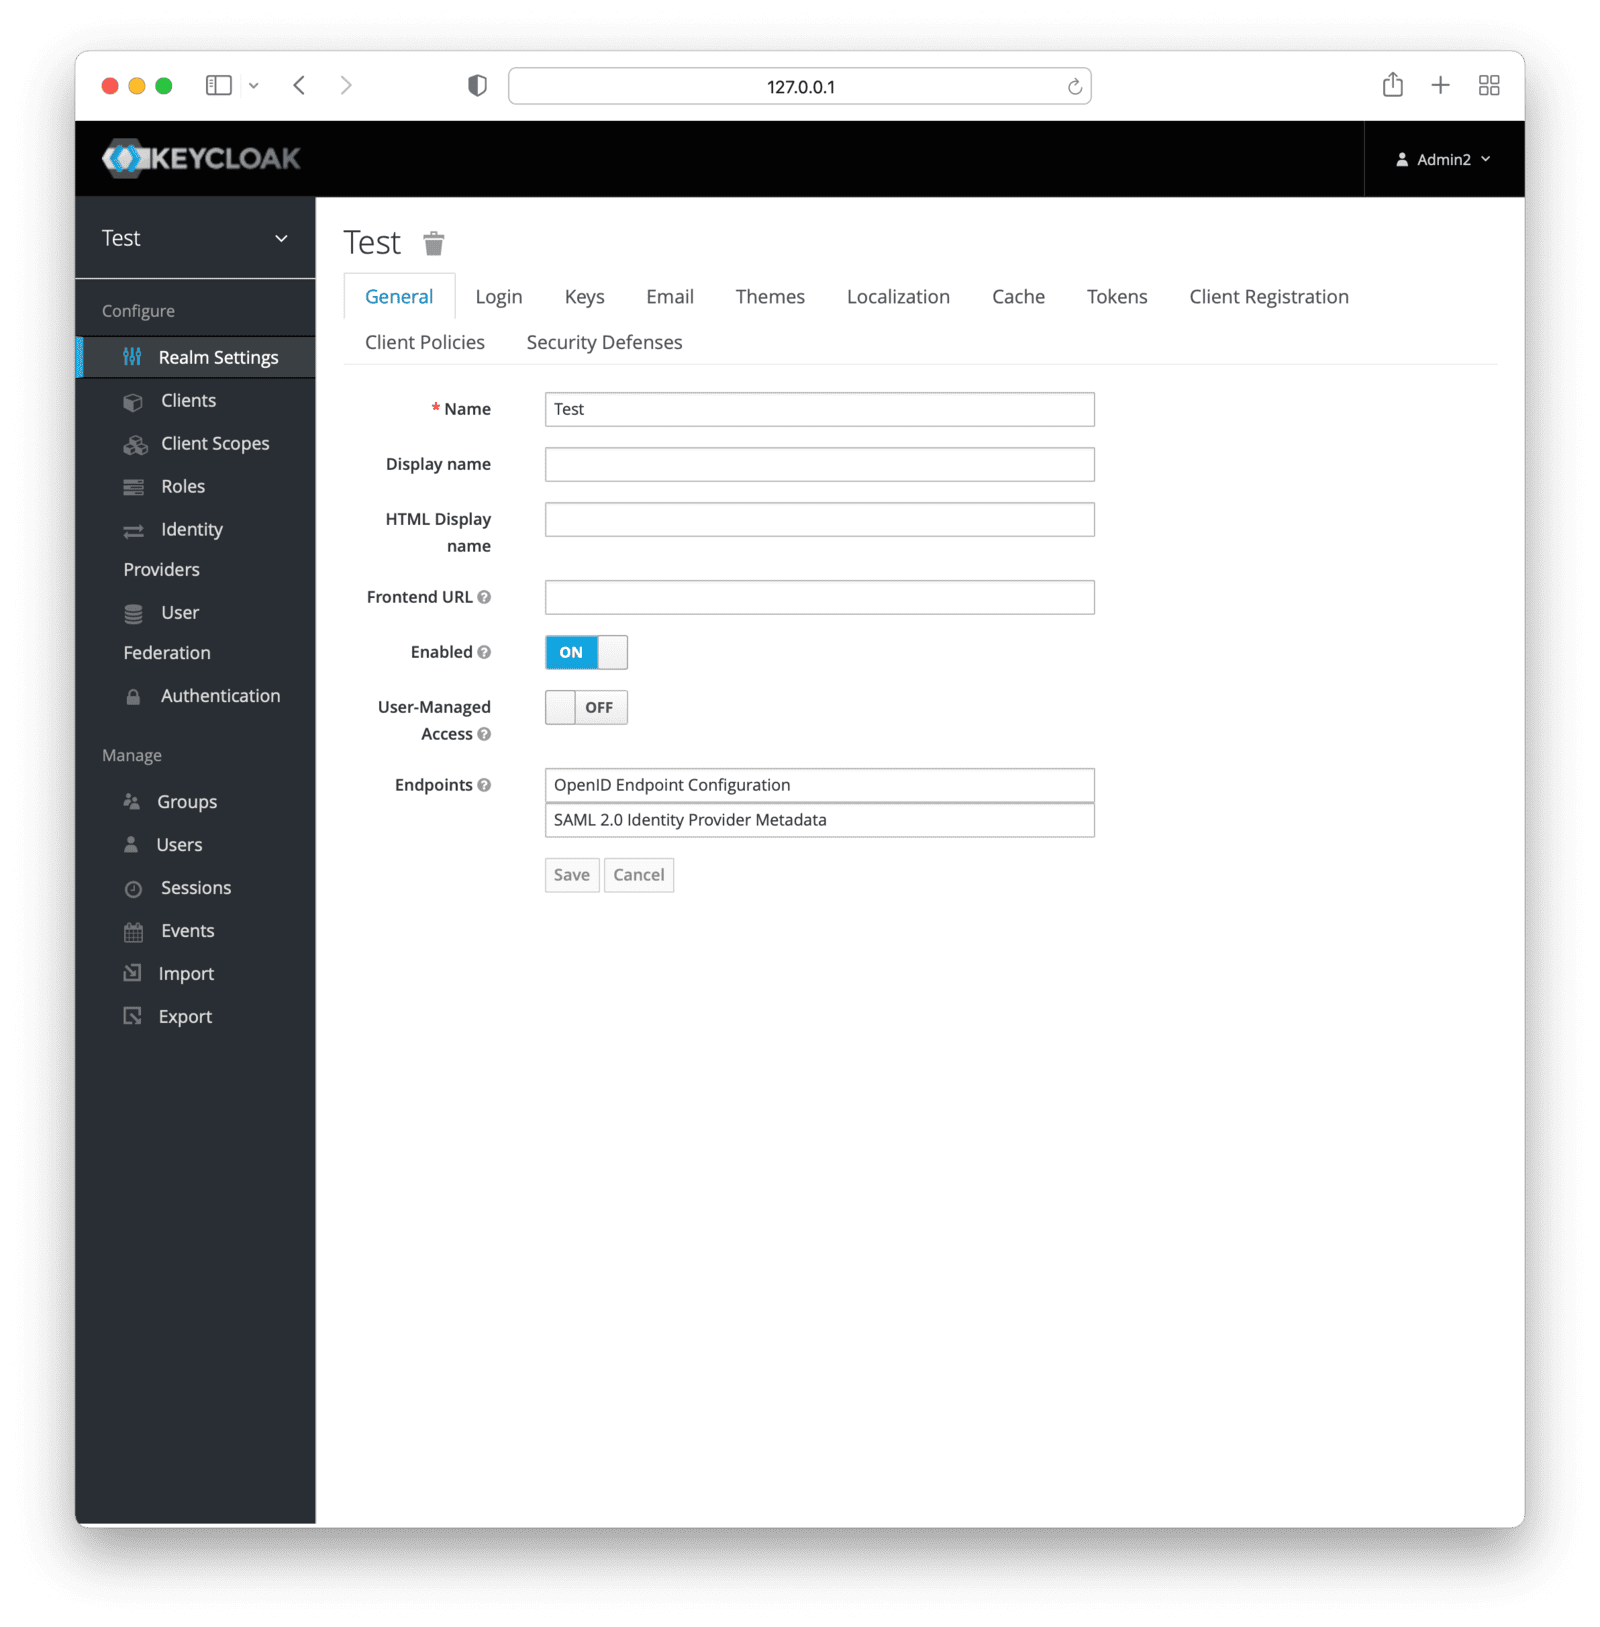 127.0.0.1
KEYCLOAK
Admin2
Test
Configure
Realm Settings
Clients
Client Scopes
Roles
Identity
Providers
User
Federation
Authentication
Manage
Groups
Users
Sessions
Events
Import
Export
Test
General Login Keys Email Themes Localization Cache Tokens Client Registration
Client Policies Security Defenses
* Name Test
Display name
HTML Display
name
Frontend URL ?
Enabled ? ON
User-Managed OFF
Access ?
Endpoints ? OpenID Endpoint Configuration
SAML 2.0 Identity Provider Metadata
Save Cancel